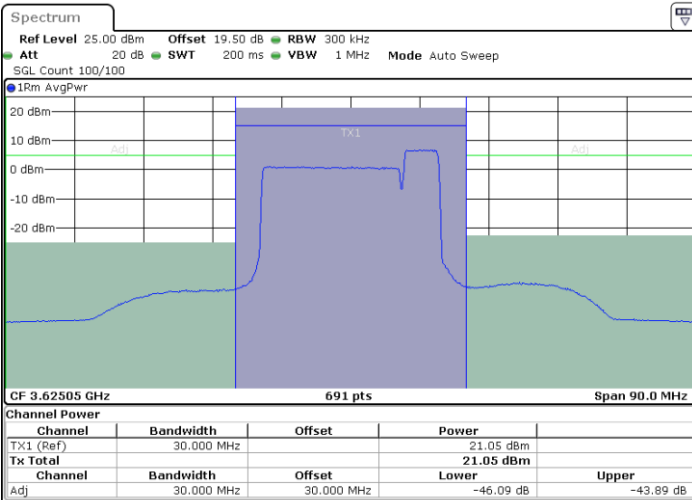 Spectrum
Ref Level 25.00 dBm Offset 19.50 dB RBW 300 kHz
Att 20 dB SWT 200 ms VBW 1 MHz Mode Auto Sweep
SGL Count 100/100
1Rm AvgPwr
20 dBm
TX1
10 dBm
Adj Adj
0 dBm
-10 dBm
-20 dBm
CF 3.62505 GHz 691 pts Span 90.0 MHz
Channel Power
Channel Bandwidth Offset Power
TX1 (Ref) 30.000 MHz 21.05 dBm
Tx Total 21.05 dBm
Channel Bandwidth Offset Lower Upper
Adj 30.000 MHz 30.000 MHz -46.09 dB -43.89 dB